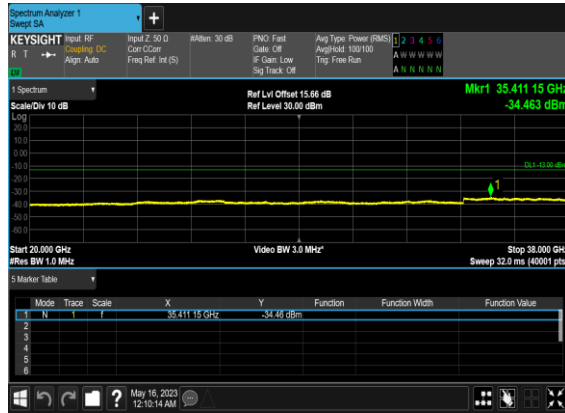 Spectrum Analyzer 1
Swept SA
+
KEYSIGHT Input: RF Input Z: 50 Ω #Atten: 30 dB PNO: Fast Avg Type: Power (RMS) 1 2 3 4 5 6
R T Coupling: DC Corr CCorr Gate: Off Avg|Hold: 100/100 A W W W W W
Align: Auto Freq Ref: Int (S) IF Gain: Low Trig: Free Run
LW Sig Track: Off A N N N N N
1 Spectrum Ref Lvl Offset 15.66 dB Mkr1 35.411 15 GHz
Scale/Div 10 dB Ref Level 30.00 dBm -34.463 dBm
Log
20.0
10.0
0.00
-10.0
DL1 -13.00 dBm
-20.0
1
-30.0
-40.0
-50.0
-60.0
Start 20.000 GHz Video BW 3.0 MHz* Stop 38.000 GHz
#Res BW 1.0 MHz Sweep 32.0 ms (40001 pts)
5 Marker Table
Mode Trace Scale X Y Function Function Width Function Value
1 N 1 f 35.411 15 GHz -34.46 dBm
2
3
4
5
6
? May 16, 2023
12:10:14 AM